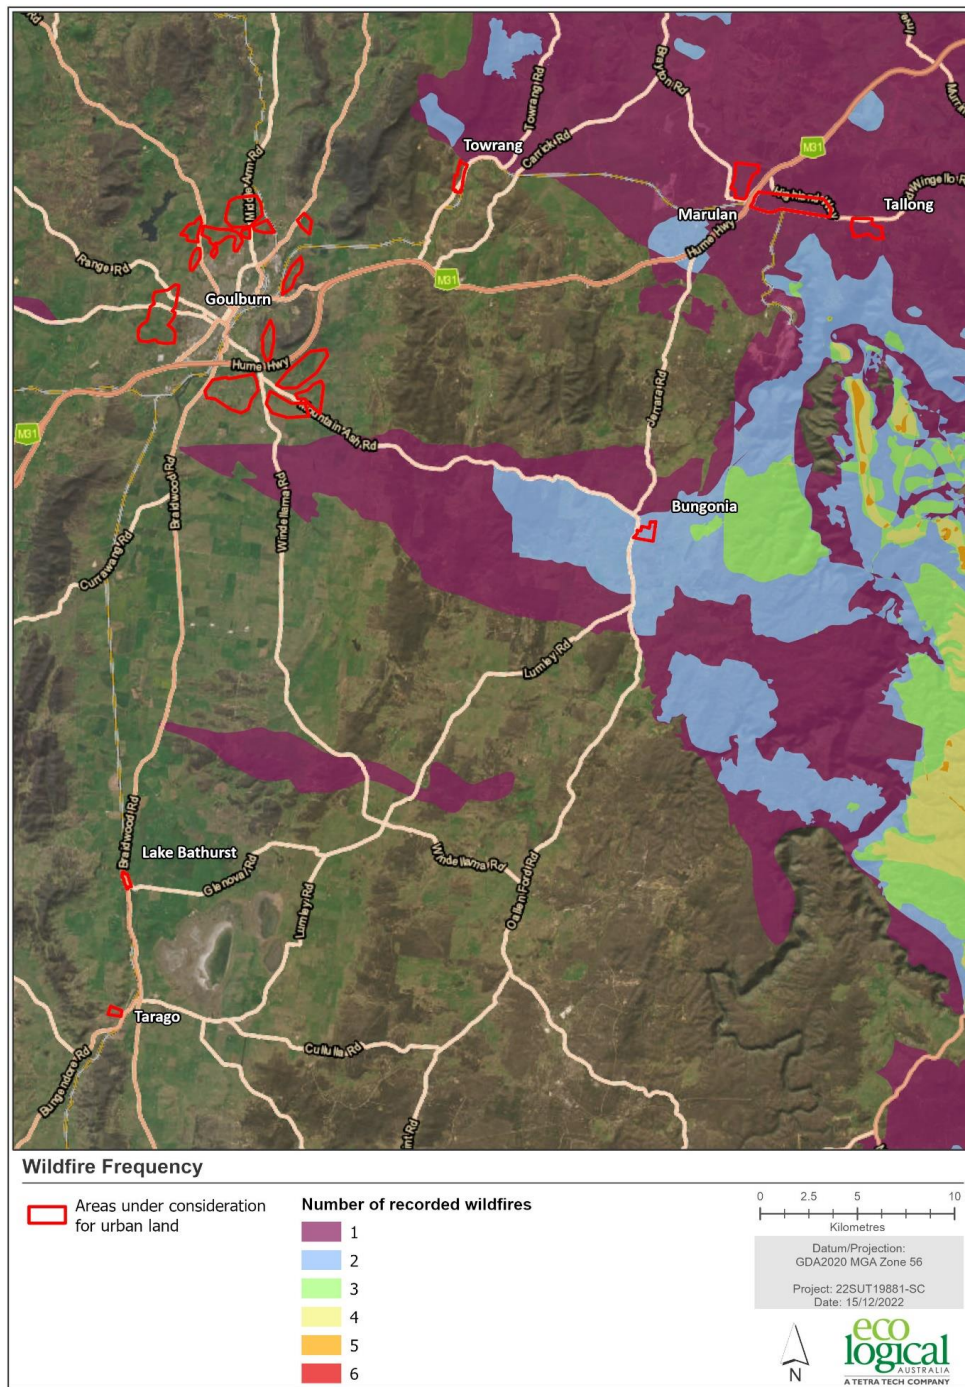 Brayton Rd
Towrang Rd
M31
Carrick Rd
Towrang
Middle Arm Rd
Highland Wy
Wingello R
Tallong
Marulan
Hume Hwy
Range Rd
M31
Goulburn
Hume Hwy
Jerrara Rd
M31
Mountain Ash Rd
Braidwood Rd
Windellama Rd
Bungonia
Currawang Rd
Lumley Rd
Braidwood Rd
Lake Bathurst
Glenoval Rd
Windellama Rd
Lumley Rd
Oallen Ford Rd
Tarago
Cullulla Rd
Bungendore Rd
int Rd
Wildfire Frequency
Areas under consideration
for urban land
Number of recorded wildfires
1
2
3
4
5
6
0 2.5 5 10
Kilometres
Datum/Projection:
GDA2020 MGA Zone 56
Project: 22SUT19881-SC
Date: 15/12/2022
N
eco
logical
AUSTRALIA
A TETRA TECH COMPANY